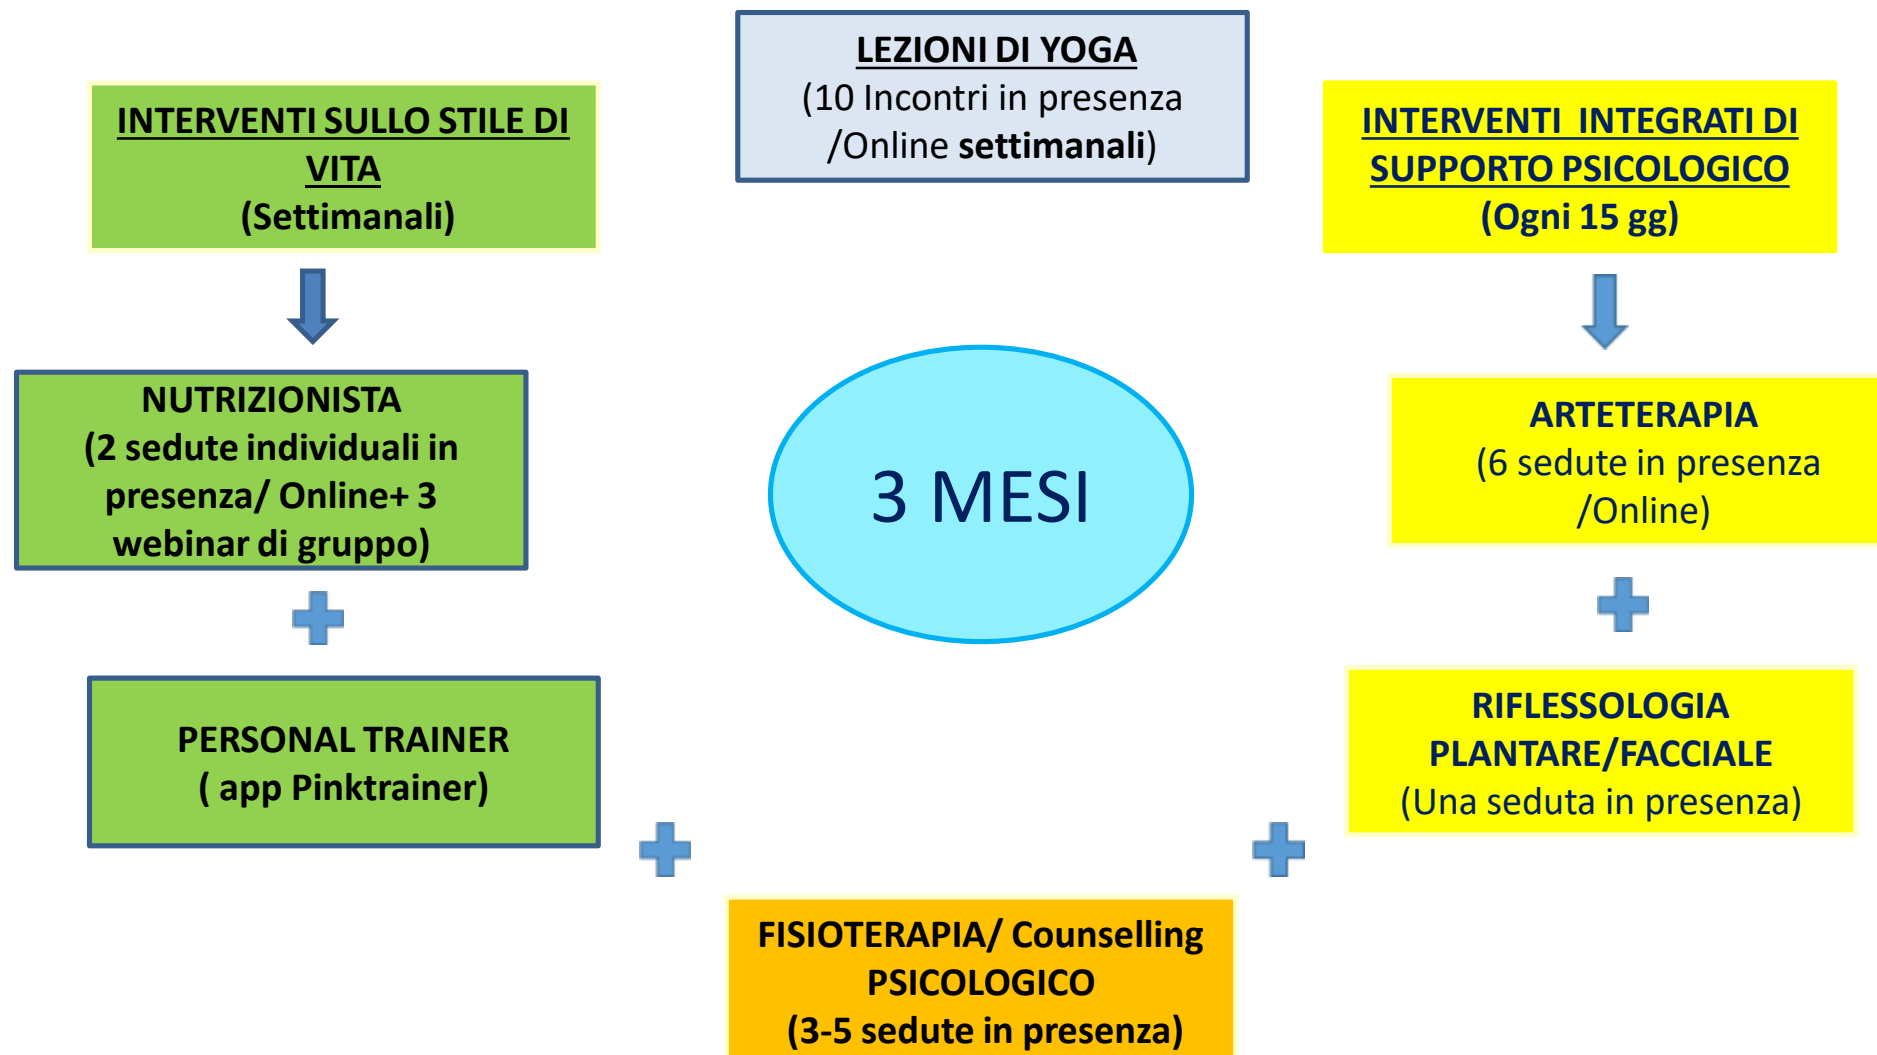 LEZIONI DI YOGA
(10 Incontri in presenza
/Online settimanali)
INTERVENTI SULLO STILE DI
VITA
(Settimanali)
INTERVENTI INTEGRATI DI
SUPPORTO PSICOLOGICO
(Ogni 15 gg)
NUTRIZIONISTA
(2 sedute individuali in
presenza/ Online+ 3
webinar di gruppo)
3 MESI
ARTETERAPIA
(6 sedute in presenza
/Online)
PERSONAL TRAINER
( app Pinktrainer)
RIFLESSOLOGIA
PLANTARE/FACCIALE
(Una seduta in presenza)
FISIOTERAPIA/ Counselling
PSICOLOGICO
(3-5 sedute in presenza)